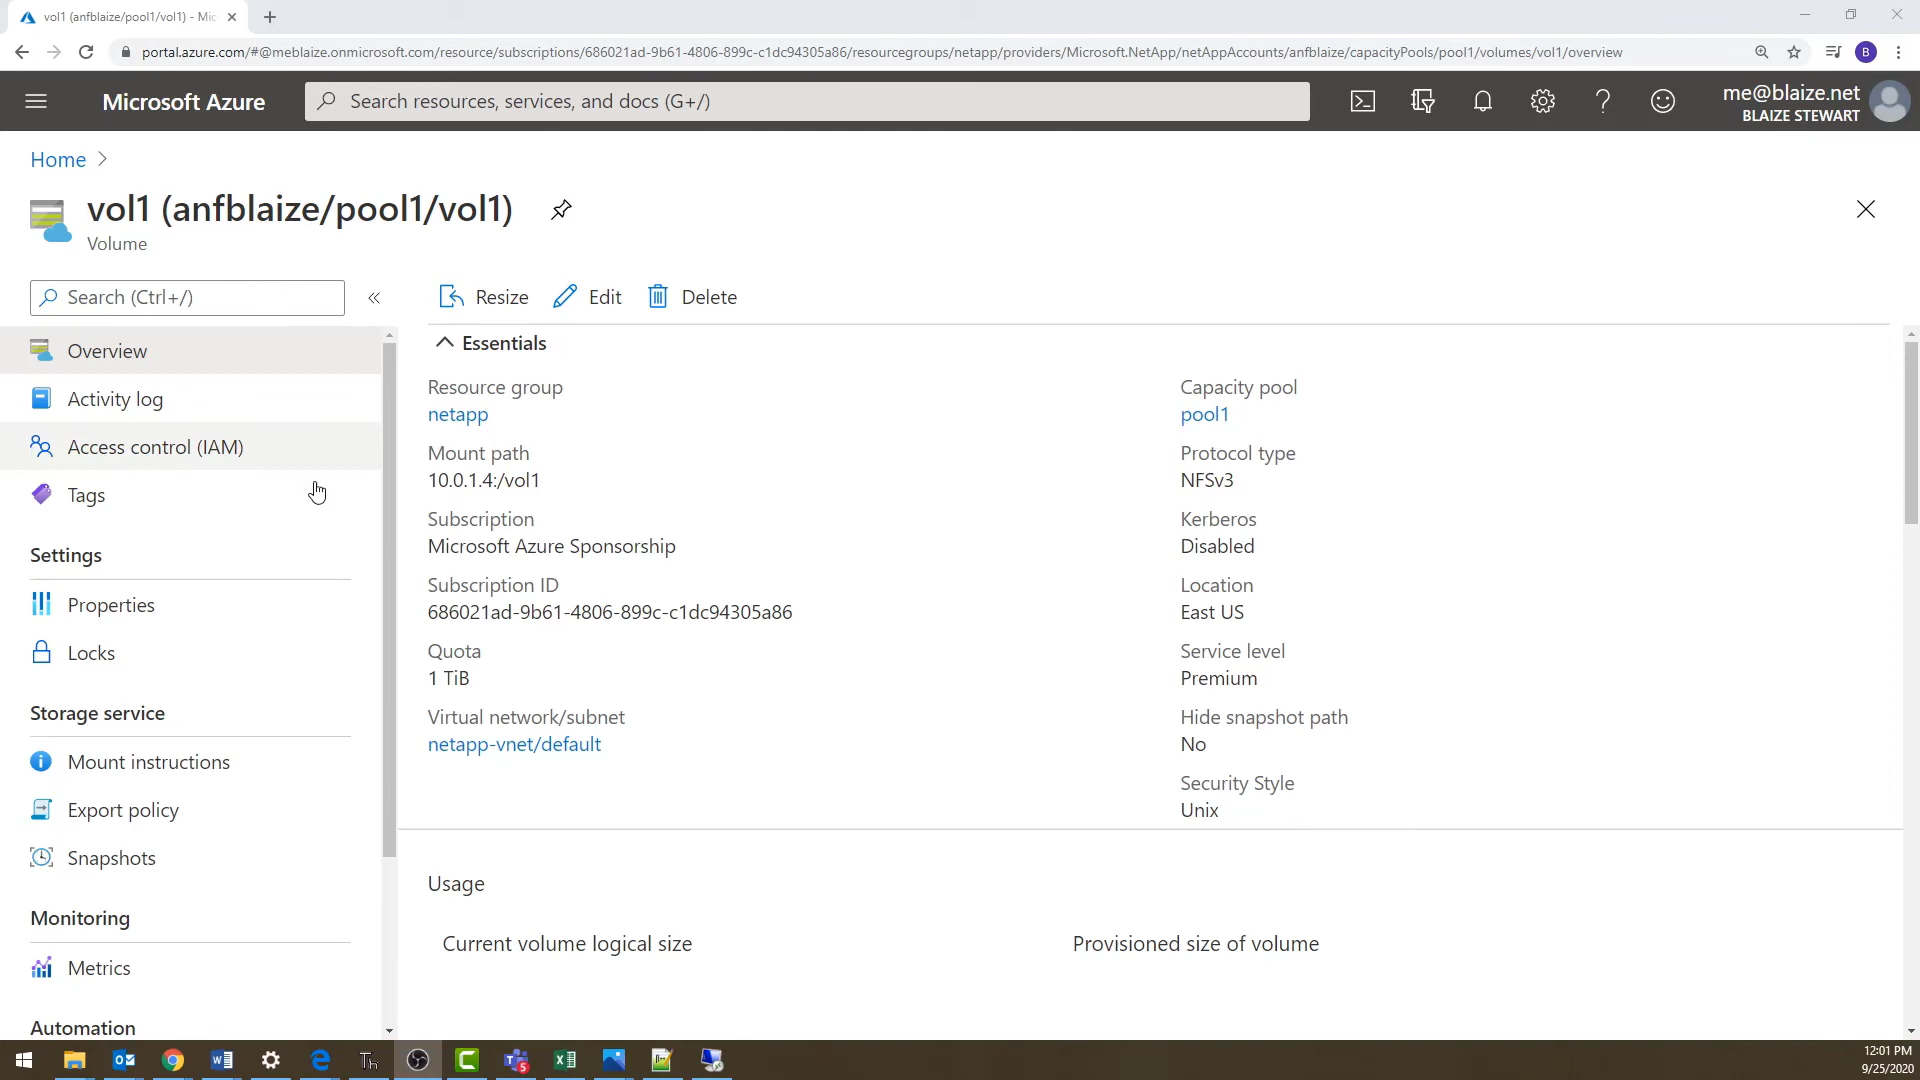 vol1 (anfblaize/pool1/vol1) - Mic
portal.azure.com/#@meblaize.onmicrosoft.com/resource/subscriptions/686021ad-9b61-4806-899c-c1dc94305a86/resourcegroups/netapp/providers/Microsoft.NetApp/netAppAccounts/anfblaize/capacityPools/pool1/volumes/vol1/overview
B
Microsoft Azure
Search resources, services, and docs (G+/)
me@blaize.net
BLAIZE STEWART
Home
vol1 (anfblaize/pool1/vol1)
Volume
Search (Ctrl+/)
Resize
Edit
Delete
Overview
Activity log
Access control (IAM)
Tags
Settings
Properties
Locks
Storage service
Mount instructions
Export policy
Snapshots
Monitoring
Metrics
Automation
Essentials
Resource group
netapp
Mount path
10.0.1.4:/vol1
Subscription
Microsoft Azure Sponsorship
Subscription ID
686021ad-9b61-4806-899c-c1dc94305a86
Quota
1 TiB
Virtual network/subnet
netapp-vnet/default
Capacity pool
pool1
Protocol type
NFSv3
Kerberos
Disabled
Location
East US
Service level
Premium
Hide snapshot path
No
Security Style
Unix
Usage
Current volume logical size
Provisioned size of volume
12:01 PM
9/25/2020